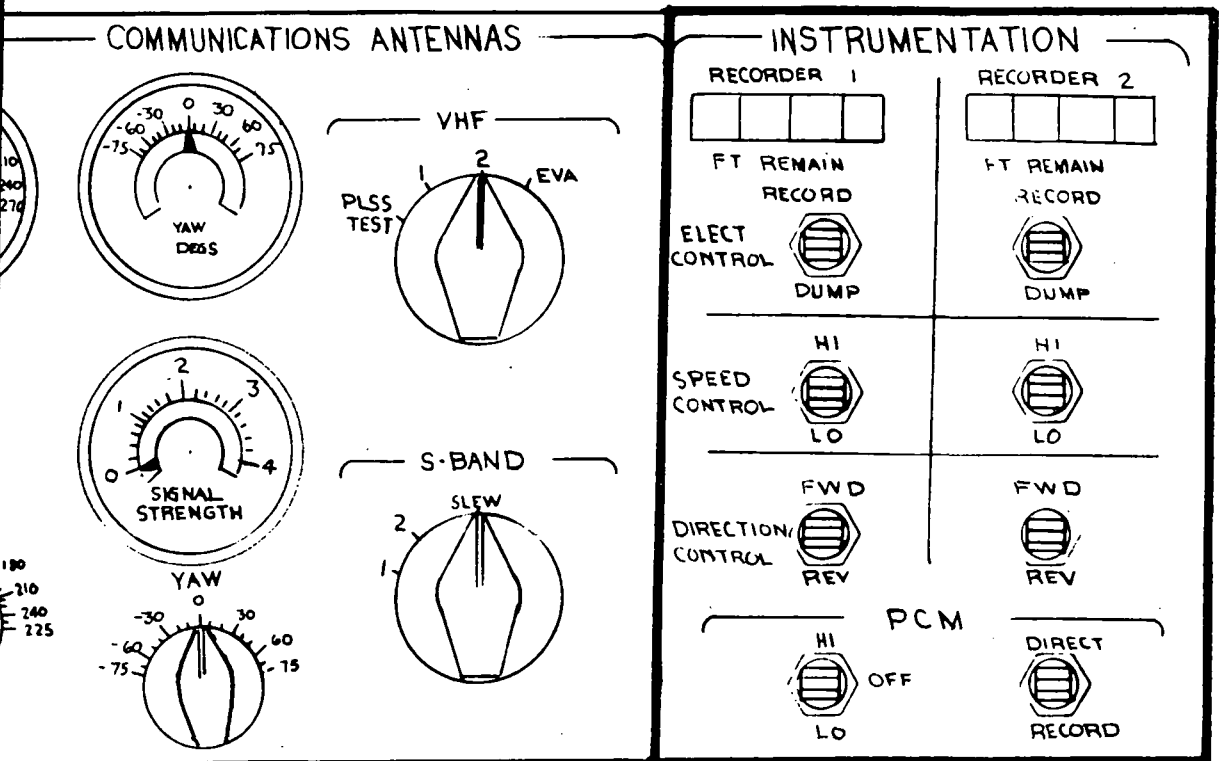 COMMUNICATIONS ANTENNAS
240
270
-75
-60
-30
0
30
60
75
YAW
DEGS
VHF
PLSS
TEST
1
2
EVA
0
1
2
3
4
SIGNAL
STRENGTH
S-BAND
1
2
SLEW
180
210
240
225
YAW
-75
-60
-30
0
30
60
75
INSTRUMENTATION
RECORDER 1
RECORDER 2
FT REMAIN
FT REMAIN
RECORD
RECORD
ELECT
CONTROL
DUMP
DUMP
HI
HI
SPEED
CONTROL
LO
LO
FWD
FWD
DIRECTION
CONTROL
REV
REV
PCM
HI
OFF
LO
DIRECT
RECORD